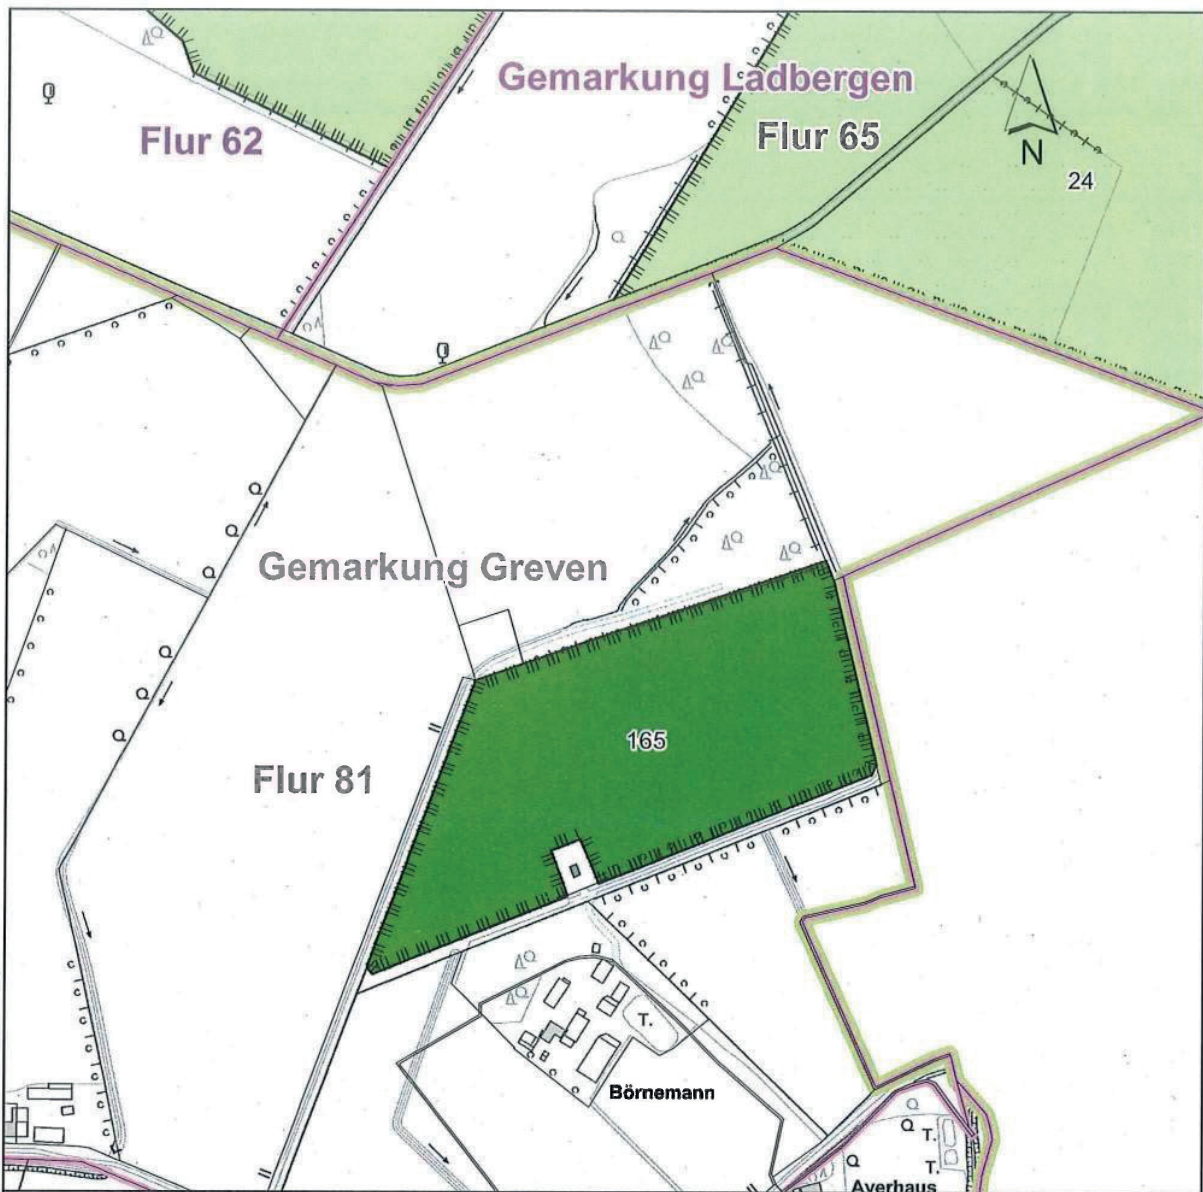 Gemarkung Ladbergen
Flur 62
Flur 65
N
24
Gemarkung Greven
165
Flur 81
T.
Börnemann
T.
T.
Averhaus